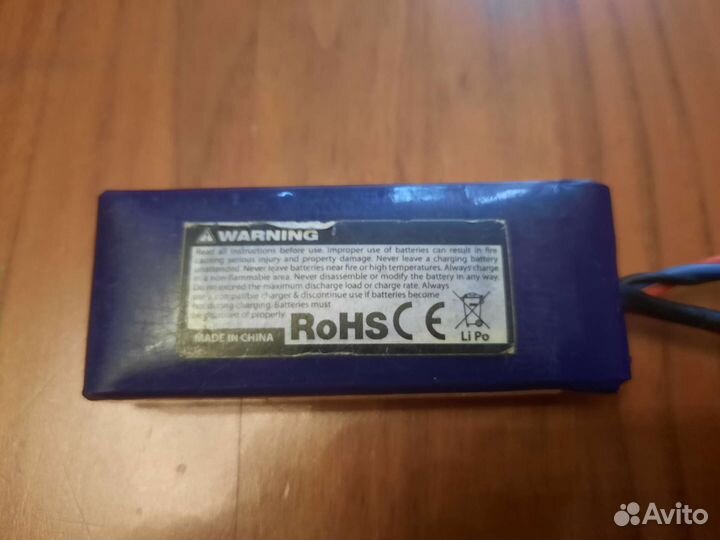 WARNING
Read all instructions before use. Improper use of batteries can result in fire
causing serious injury and property damage. Never leave a charging battery
unattended. Never leave batteries near fire or high temperatures. Always charge
in a non-flammable area. Never disassemble or modify the battery in any way.
Do no exceed the maximum discharge load or charge rate. Always
use a compatible charger & discontinue use if batteries become
hot during charging. Batteries must
be disposed of properly.
RoHS CE
MADE IN CHINA
Li Po
Avito